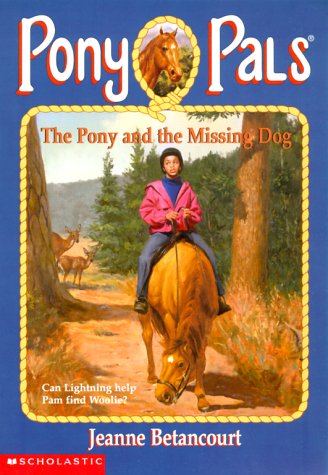 Pony Pals®
The Pony and the Missing Dog
Can Lightning help
Pam find Woolie?
SCHOLASTIC
Jeanne Betancourt